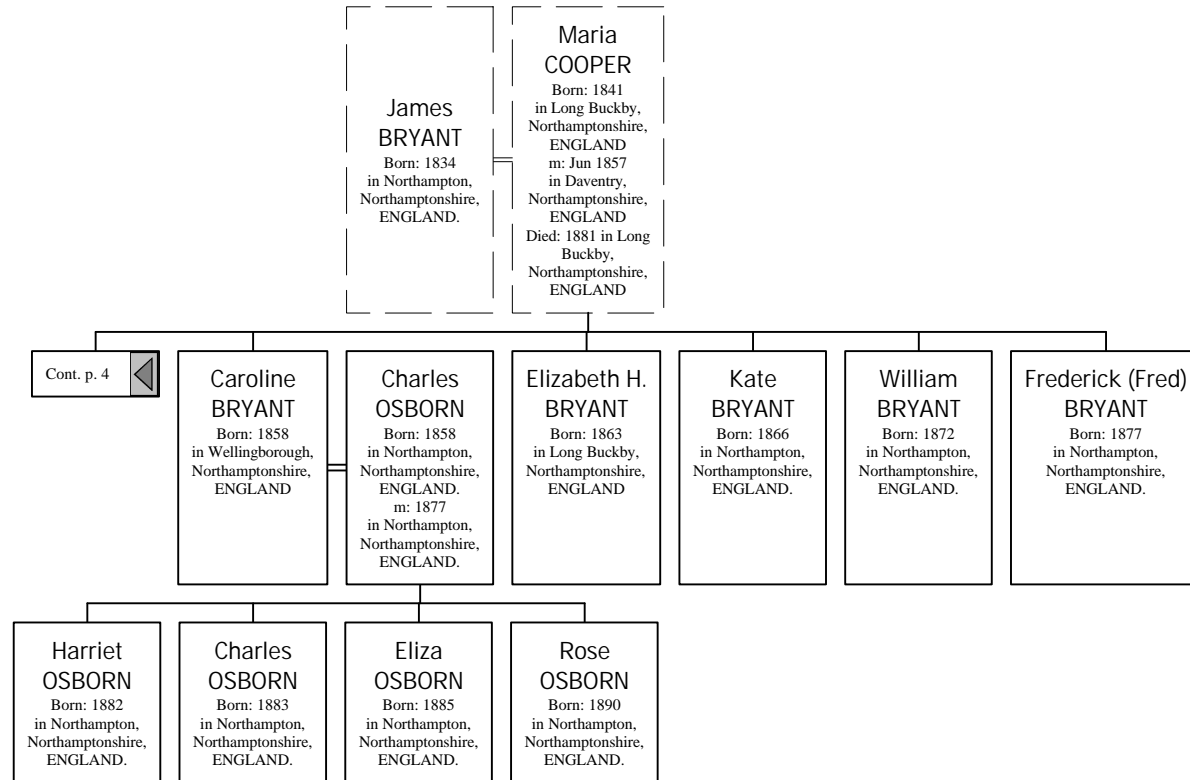 James
BRYANT
Born: 1834
in Northampton,
Northamptonshire,
ENGLAND.
Maria
COOPER
Born: 1841
in Long Buckby,
Northamptonshire,
ENGLAND
m: Jun 1857
in Daventry,
Northamptonshire,
ENGLAND
Died: 1881 in Long
Buckby,
Northamptonshire,
ENGLAND
Cont. p. 4
Caroline
BRYANT
Born: 1858
in Wellingborough,
Northamptonshire,
ENGLAND
Charles
OSBORN
Born: 1858
in Northampton,
Northamptonshire,
ENGLAND.
m: 1877
in Northampton,
Northamptonshire,
ENGLAND.
Elizabeth H.
BRYANT
Born: 1863
in Long Buckby,
Northamptonshire,
ENGLAND
Kate
BRYANT
Born: 1866
in Northampton,
Northamptonshire,
ENGLAND.
William
BRYANT
Born: 1872
in Northampton,
Northamptonshire,
ENGLAND.
Frederick (Fred)
BRYANT
Born: 1877
in Northampton,
Northamptonshire,
ENGLAND.
Harriet
OSBORN
Born: 1882
in Northampton,
Northamptonshire,
ENGLAND.
Charles
OSBORN
Born: 1883
in Northampton,
Northamptonshire,
ENGLAND.
Eliza
OSBORN
Born: 1885
in Northampton,
Northamptonshire,
ENGLAND.
Rose
OSBORN
Born: 1890
in Northampton,
Northamptonshire,
ENGLAND.